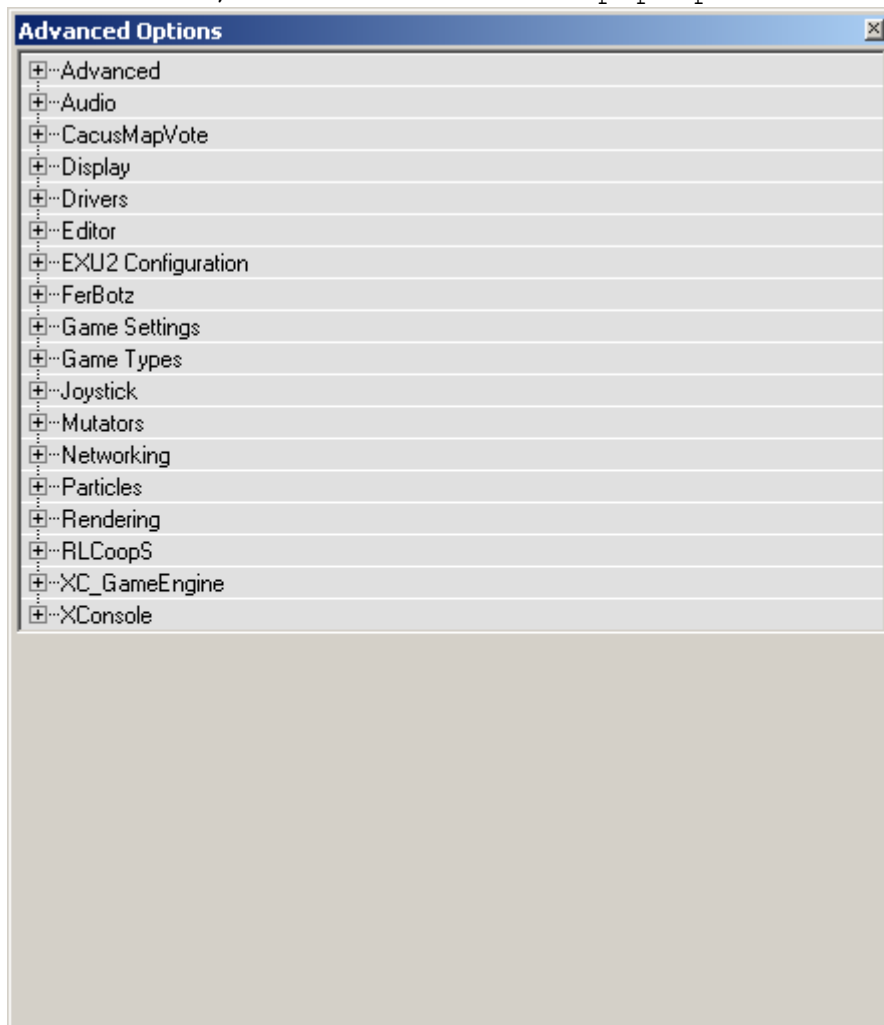 Advanced Options
Advanced
Audio
CacusMapVote
Display
Drivers
Editor
EXU2 Configuration
FerBotz
Game Settings
Game Types
Joystick
Mutators
Networking
Particles
Rendering
RLCoopS
XC_GameEngine
XConsole